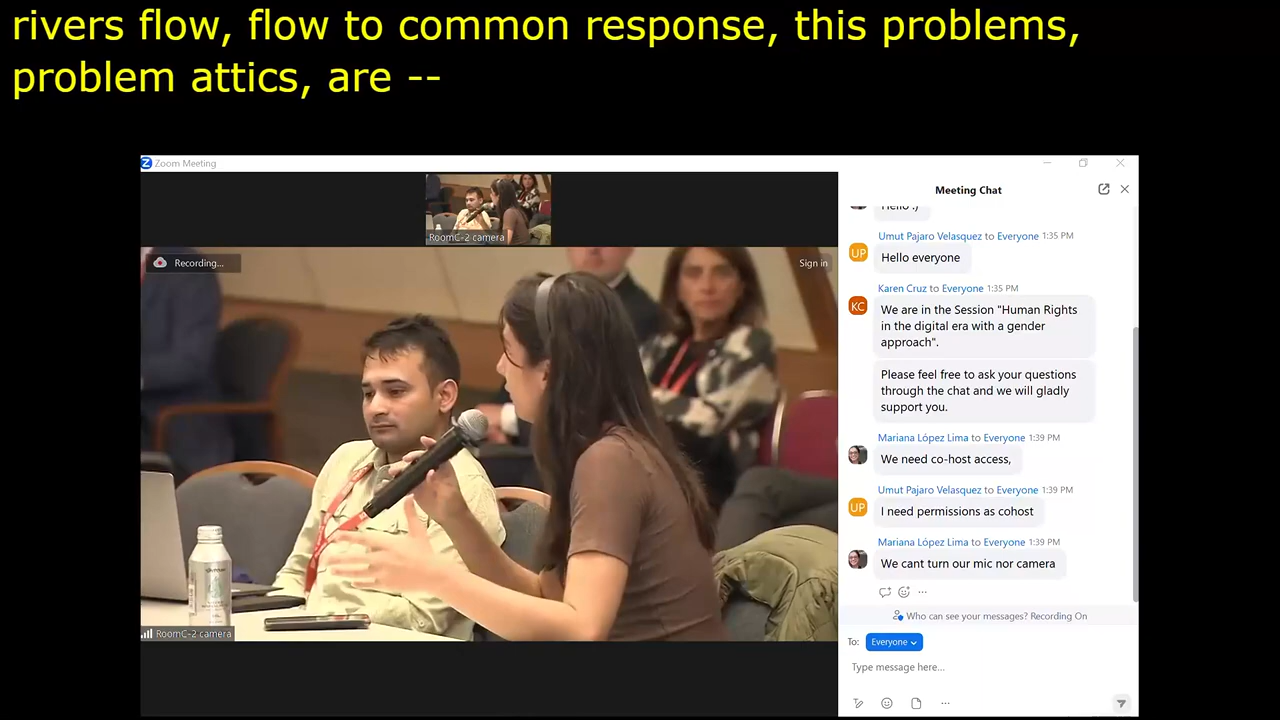 rivers flow, flow to common response, this problems,
problem attics, are --
Zoom Meeting
RoomC-2 camera
Recording...
Sign in
RoomC-2 camera
Meeting Chat
Hello :)
Umut Pajaro Velasquez to Everyone 1:35 PM
UP
Hello everyone
Karen Cruz to Everyone 1:35 PM
KC
We are in the Session "Human Rights
in the digital era with a gender
approach".
Please feel free to ask your questions
through the chat and we will gladly
support you.
Mariana López Lima to Everyone 1:39 PM
We need co-host access,
Umut Pajaro Velasquez to Everyone 1:39 PM
UP
I need permissions as cohost
Mariana López Lima to Everyone 1:39 PM
We cant turn our mic nor camera
Who can see your messages? Recording On
To: Everyone
Type message here...